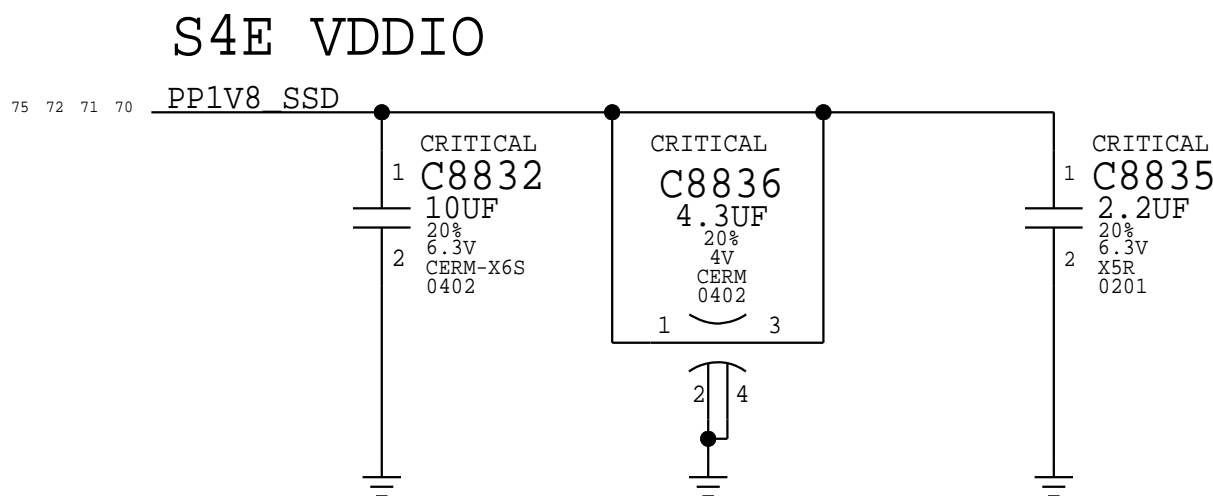 S4E VDDIO
75 72 71 70 PP1V8_SSD
CRITICAL
1 C8832
10UF
20%
6.3V
2 CERM-X6S
0402
CRITICAL
C8836
4.3UF
20%
4V
CERM
0402
1 3
2 4
CRITICAL
1 C8835
2.2UF
20%
6.3V
2 X5R
0201